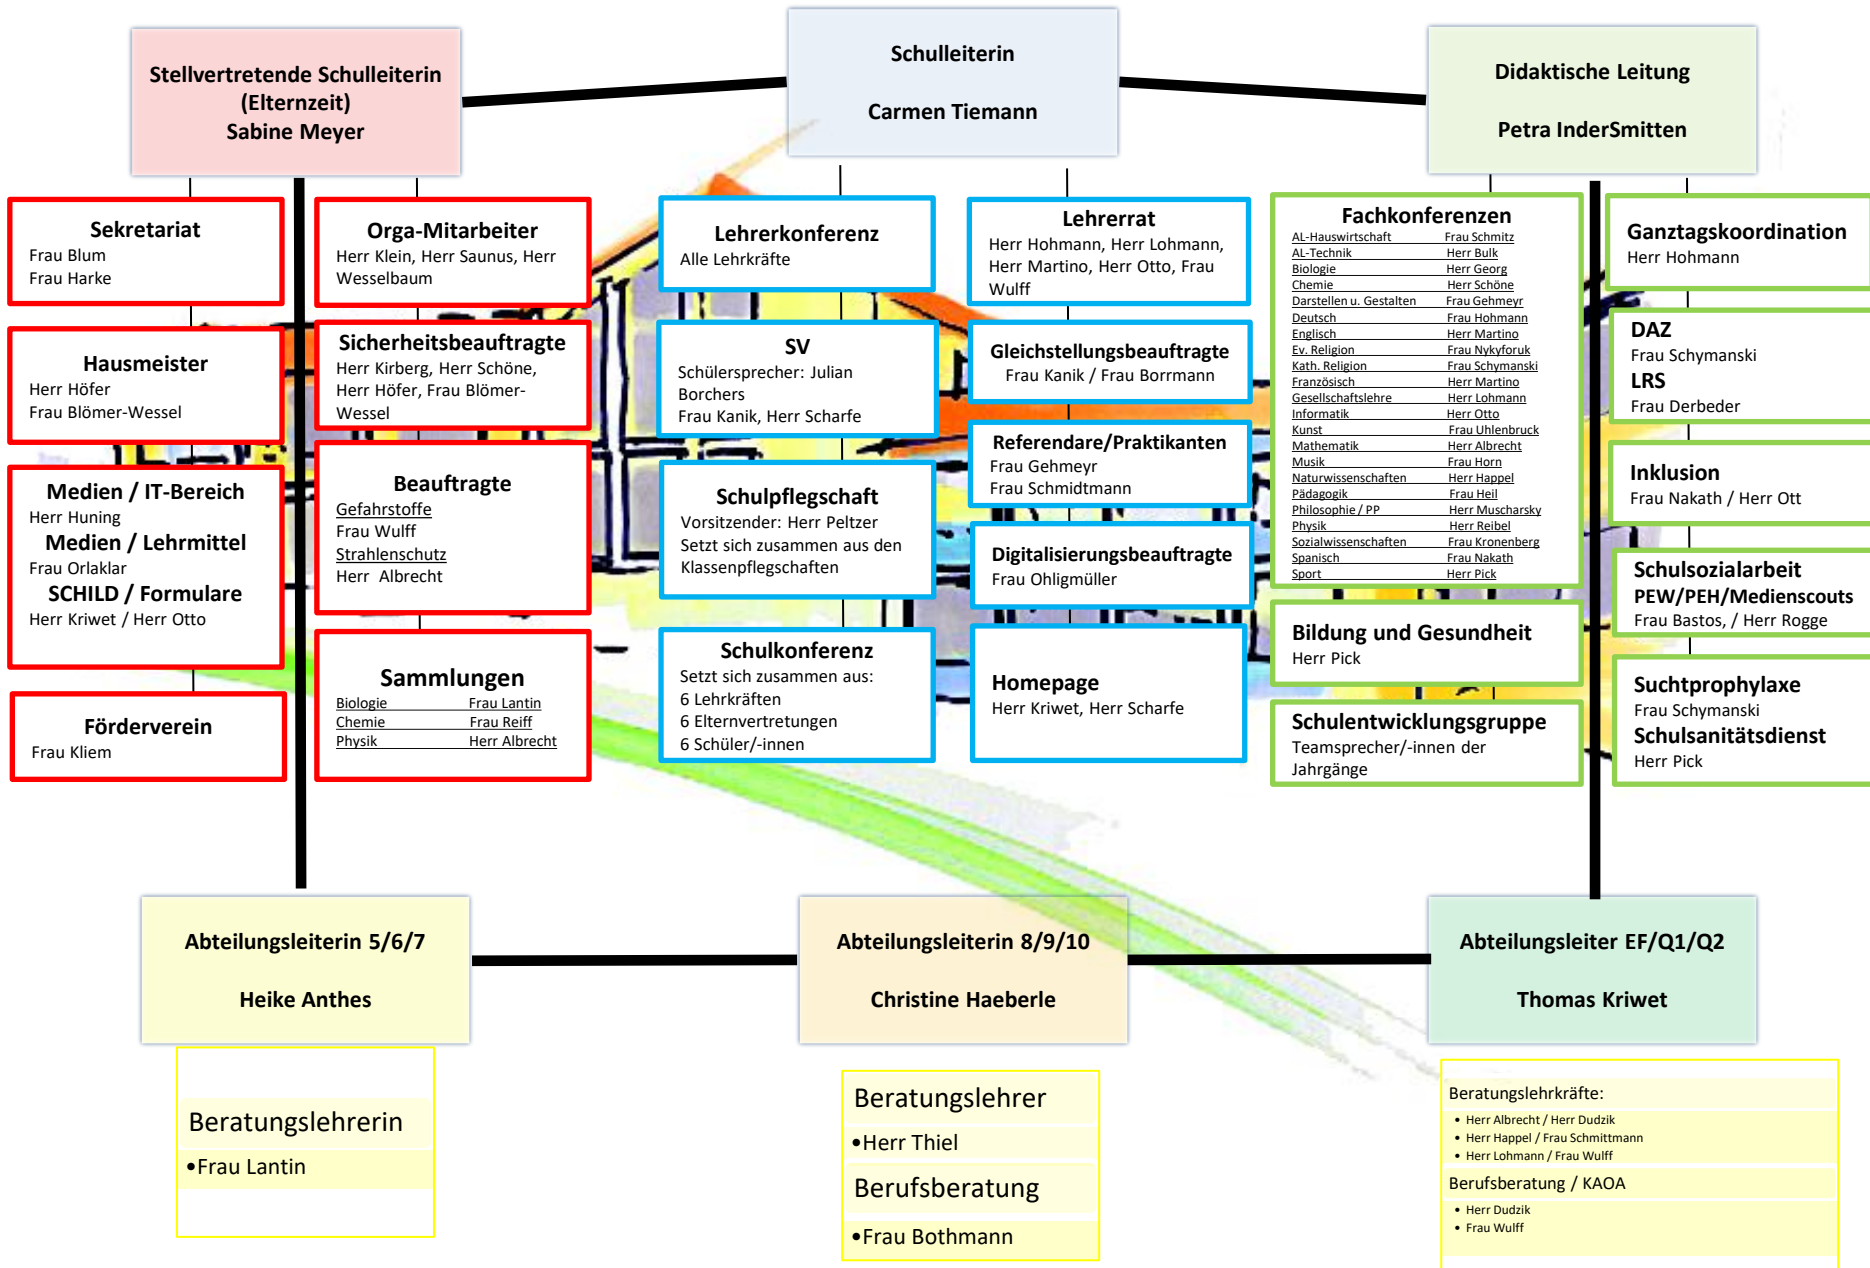 Stellvertretende Schulleiterin
(Elternzeit)
Sabine Meyer
Schulleiterin
Carmen Tiemann
Didaktische Leitung
Petra InderSmitten
Sekretariat
Frau Blum
Frau Harke
Hausmeister
Herr Höfer
Frau Blömer-Wessel
Medien / IT-Bereich
Herr Huning
Medien / Lehrmittel
Frau Orlaklar
SCHILD / Formulare
Herr Kriwet / Herr Otto
Förderverein
Frau Kliem
Orga-Mitarbeiter
Herr Klein, Herr Saunus, Herr
Wesselbaum
Sicherheitsbeauftragte
Herr Kirberg, Herr Schöne,
Herr Höfer, Frau Blömer-
Wessel
Beauftragte
Gefahrstoffe
Frau Wulff
Strahlenschutz
Herr Albrecht
Sammlungen
Biologie Frau Lantin
Chemie Frau Reiff
Physik Herr Albrecht
Lehrerkonferenz
Alle Lehrkräfte
SV
Schülersprecher: Julian
Borchers
Frau Kanik, Herr Scharfe
Schulpflegschaft
Vorsitzender: Herr Peltzer
Setzt sich zusammen aus den
Klassenpflegschaften
Schulkonferenz
Setzt sich zusammen aus:
6 Lehrkräften
6 Elternvertretungen
6 Schüler/-innen
Lehrerrat
Herr Hohmann, Herr Lohmann,
Herr Martino, Herr Otto, Frau
Wulff
Gleichstellungsbeauftragte
Frau Kanik / Frau Borrmann
Referendare/Praktikanten
Frau Gehmeyr
Frau Schmidtmann
Digitalisierungsbeauftragte
Frau Ohligmüller
Homepage
Herr Kriwet, Herr Scharfe
Fachkonferenzen
AL-Hauswirtschaft Frau Schmitz
AL-Technik Herr Bulk
Biologie Herr Georg
Chemie Herr Schöne
Darstellen u. Gestalten Frau Gehmeyr
Deutsch Frau Hohmann
Englisch Herr Martino
Ev. Religion Frau Nykyforuk
Kath. Religion Frau Schymanski
Französisch Herr Martino
Gesellschaftslehre Herr Lohmann
Informatik Herr Otto
Kunst Frau Uhlenbruck
Mathematik Herr Albrecht
Musik Frau Horn
Naturwissenschaften Herr Happel
Pädagogik Frau Heil
Philosophie / PP Herr Muscharsky
Physik Herr Reibel
Sozialwissenschaften Frau Kronenberg
Spanisch Frau Nakath
Sport Herr Pick
Bildung und Gesundheit
Herr Pick
Schulentwicklungsgruppe
Teamsprecher/-innen der
Jahrgänge
Ganztagskoordination
Herr Hohmann
DAZ
Frau Schymanski
LRS
Frau Derbeder
Inklusion
Frau Nakath / Herr Ott
Schulsozialarbeit
PEW/PEH/Medienscouts
Frau Bastos, / Herr Rogge
Suchtprophylaxe
Frau Schymanski
Schulsanitätsdienst
Herr Pick
Abteilungsleiterin 5/6/7
Heike Anthes
Abteilungsleiterin 8/9/10
Christine Haeberle
Abteilungsleiter EF/Q1/Q2
Thomas Kriwet
Beratungslehrerin
•Frau Lantin
Beratungslehrer
•Herr Thiel
Berufsberatung
•Frau Bothmann
Beratungslehrkräfte:
• Herr Albrecht / Herr Dudzik
• Herr Happel / Frau Schmittmann
• Herr Lohmann / Frau Wulff
Berufsberatung / KAOA
• Herr Dudzik
• Frau Wulff